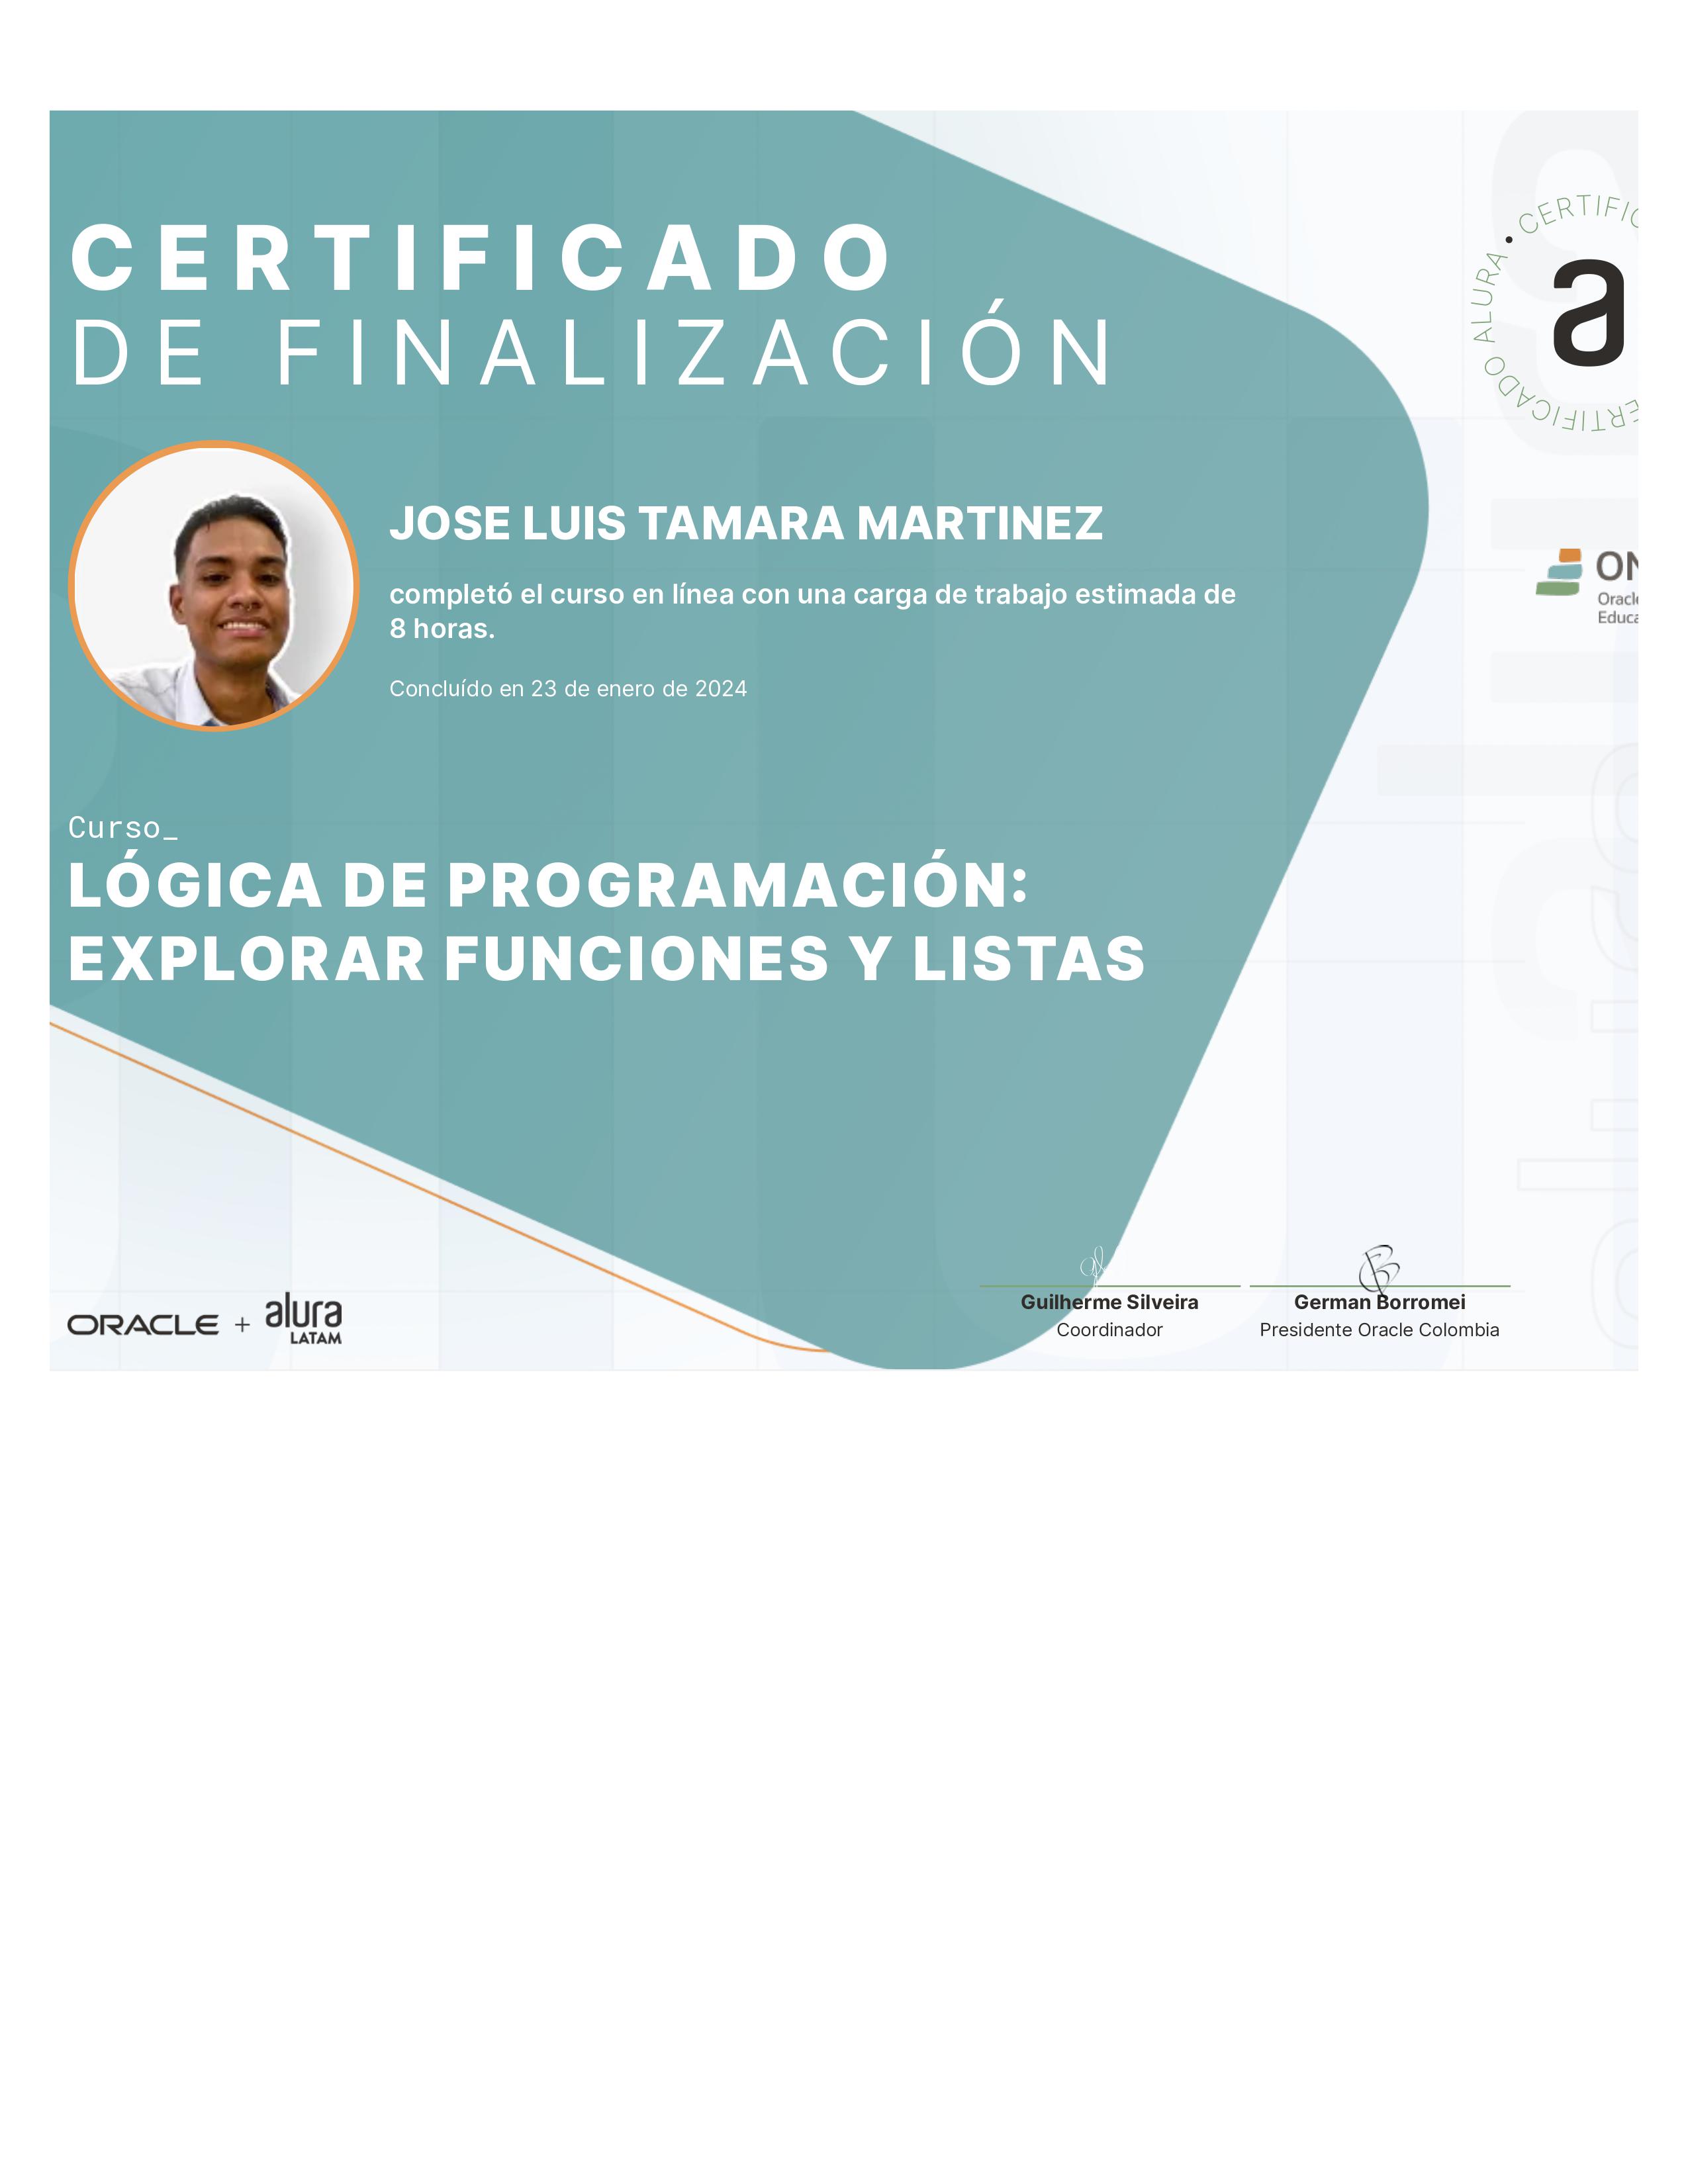 CERTIFICADO
DE FINALIZACIÓN
JOSE LUIS TAMARA MARTINEZ
completó el curso en línea con una carga de trabajo estimada de
8 horas.
Concluído en 23 de enero de 2024
Curso_
LÓGICA DE PROGRAMACIÓN:
EXPLORAR FUNCIONES Y LISTAS
ORACLE + alura
LATAM
Guilherme Silveira
Coordinador
German Borromei
Presidente Oracle Colombia
CERTIFICADO ALURA •
a